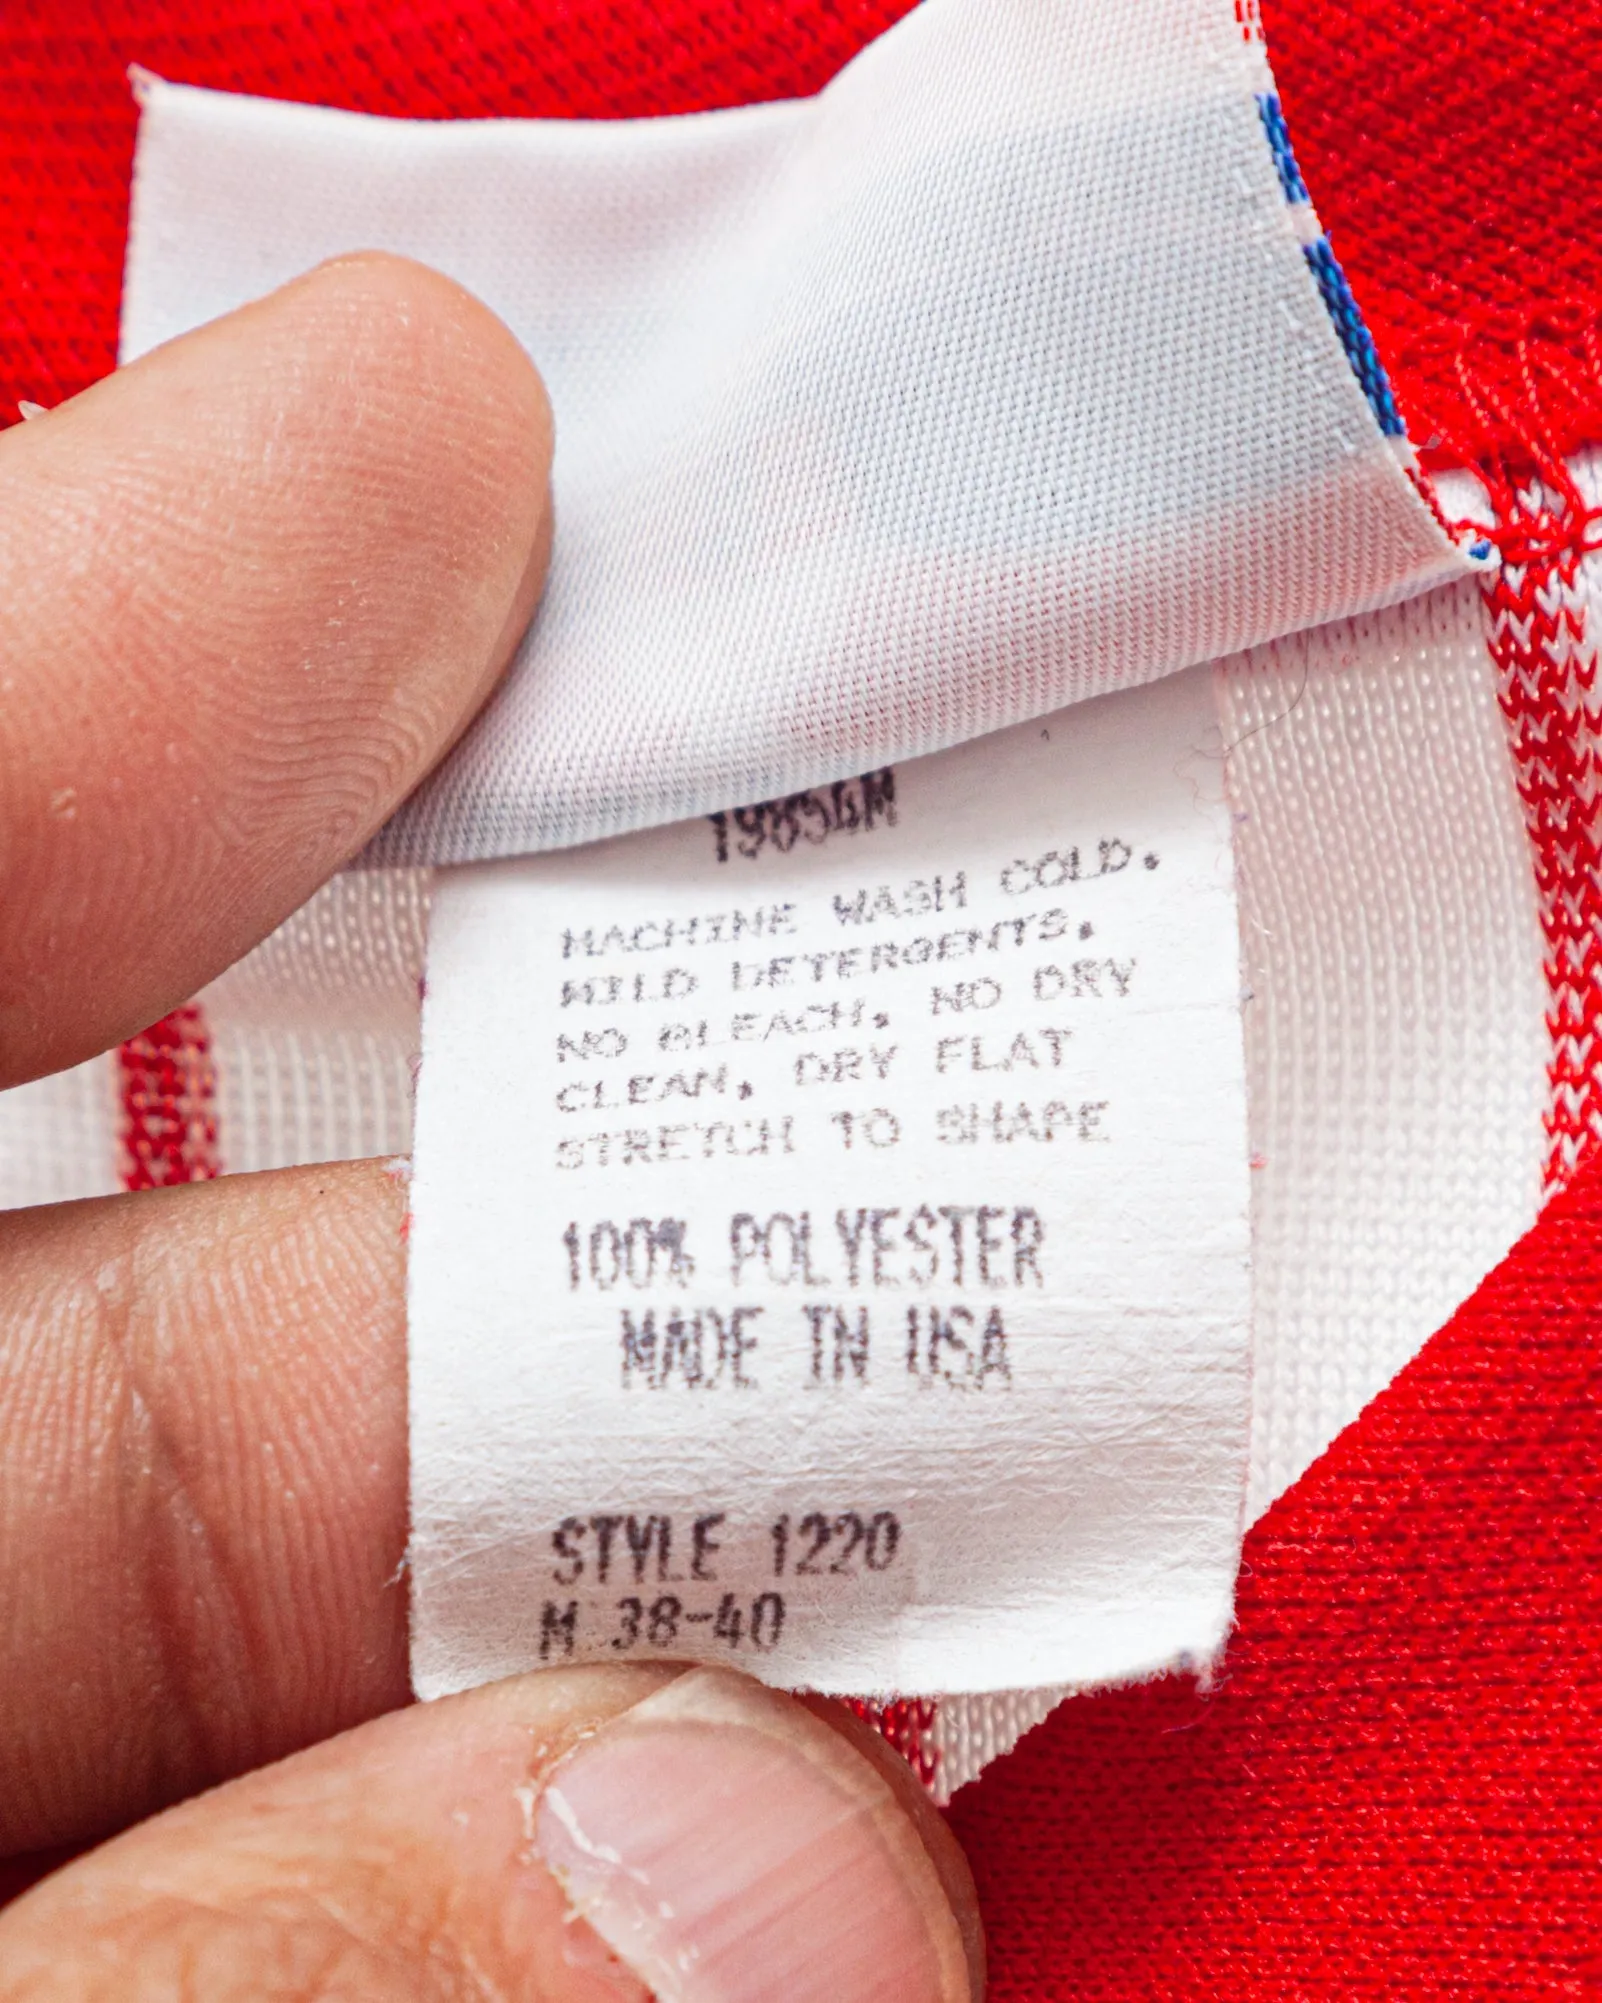 19854M
MACHINE WASH COLD.
MILD DETERGENTS.
NO BLEACH. NO DRY
CLEAN. DRY FLAT
STRETCH TO SHAPE
100% POLYESTER
MADE IN USA
STYLE 1220
M 38-40